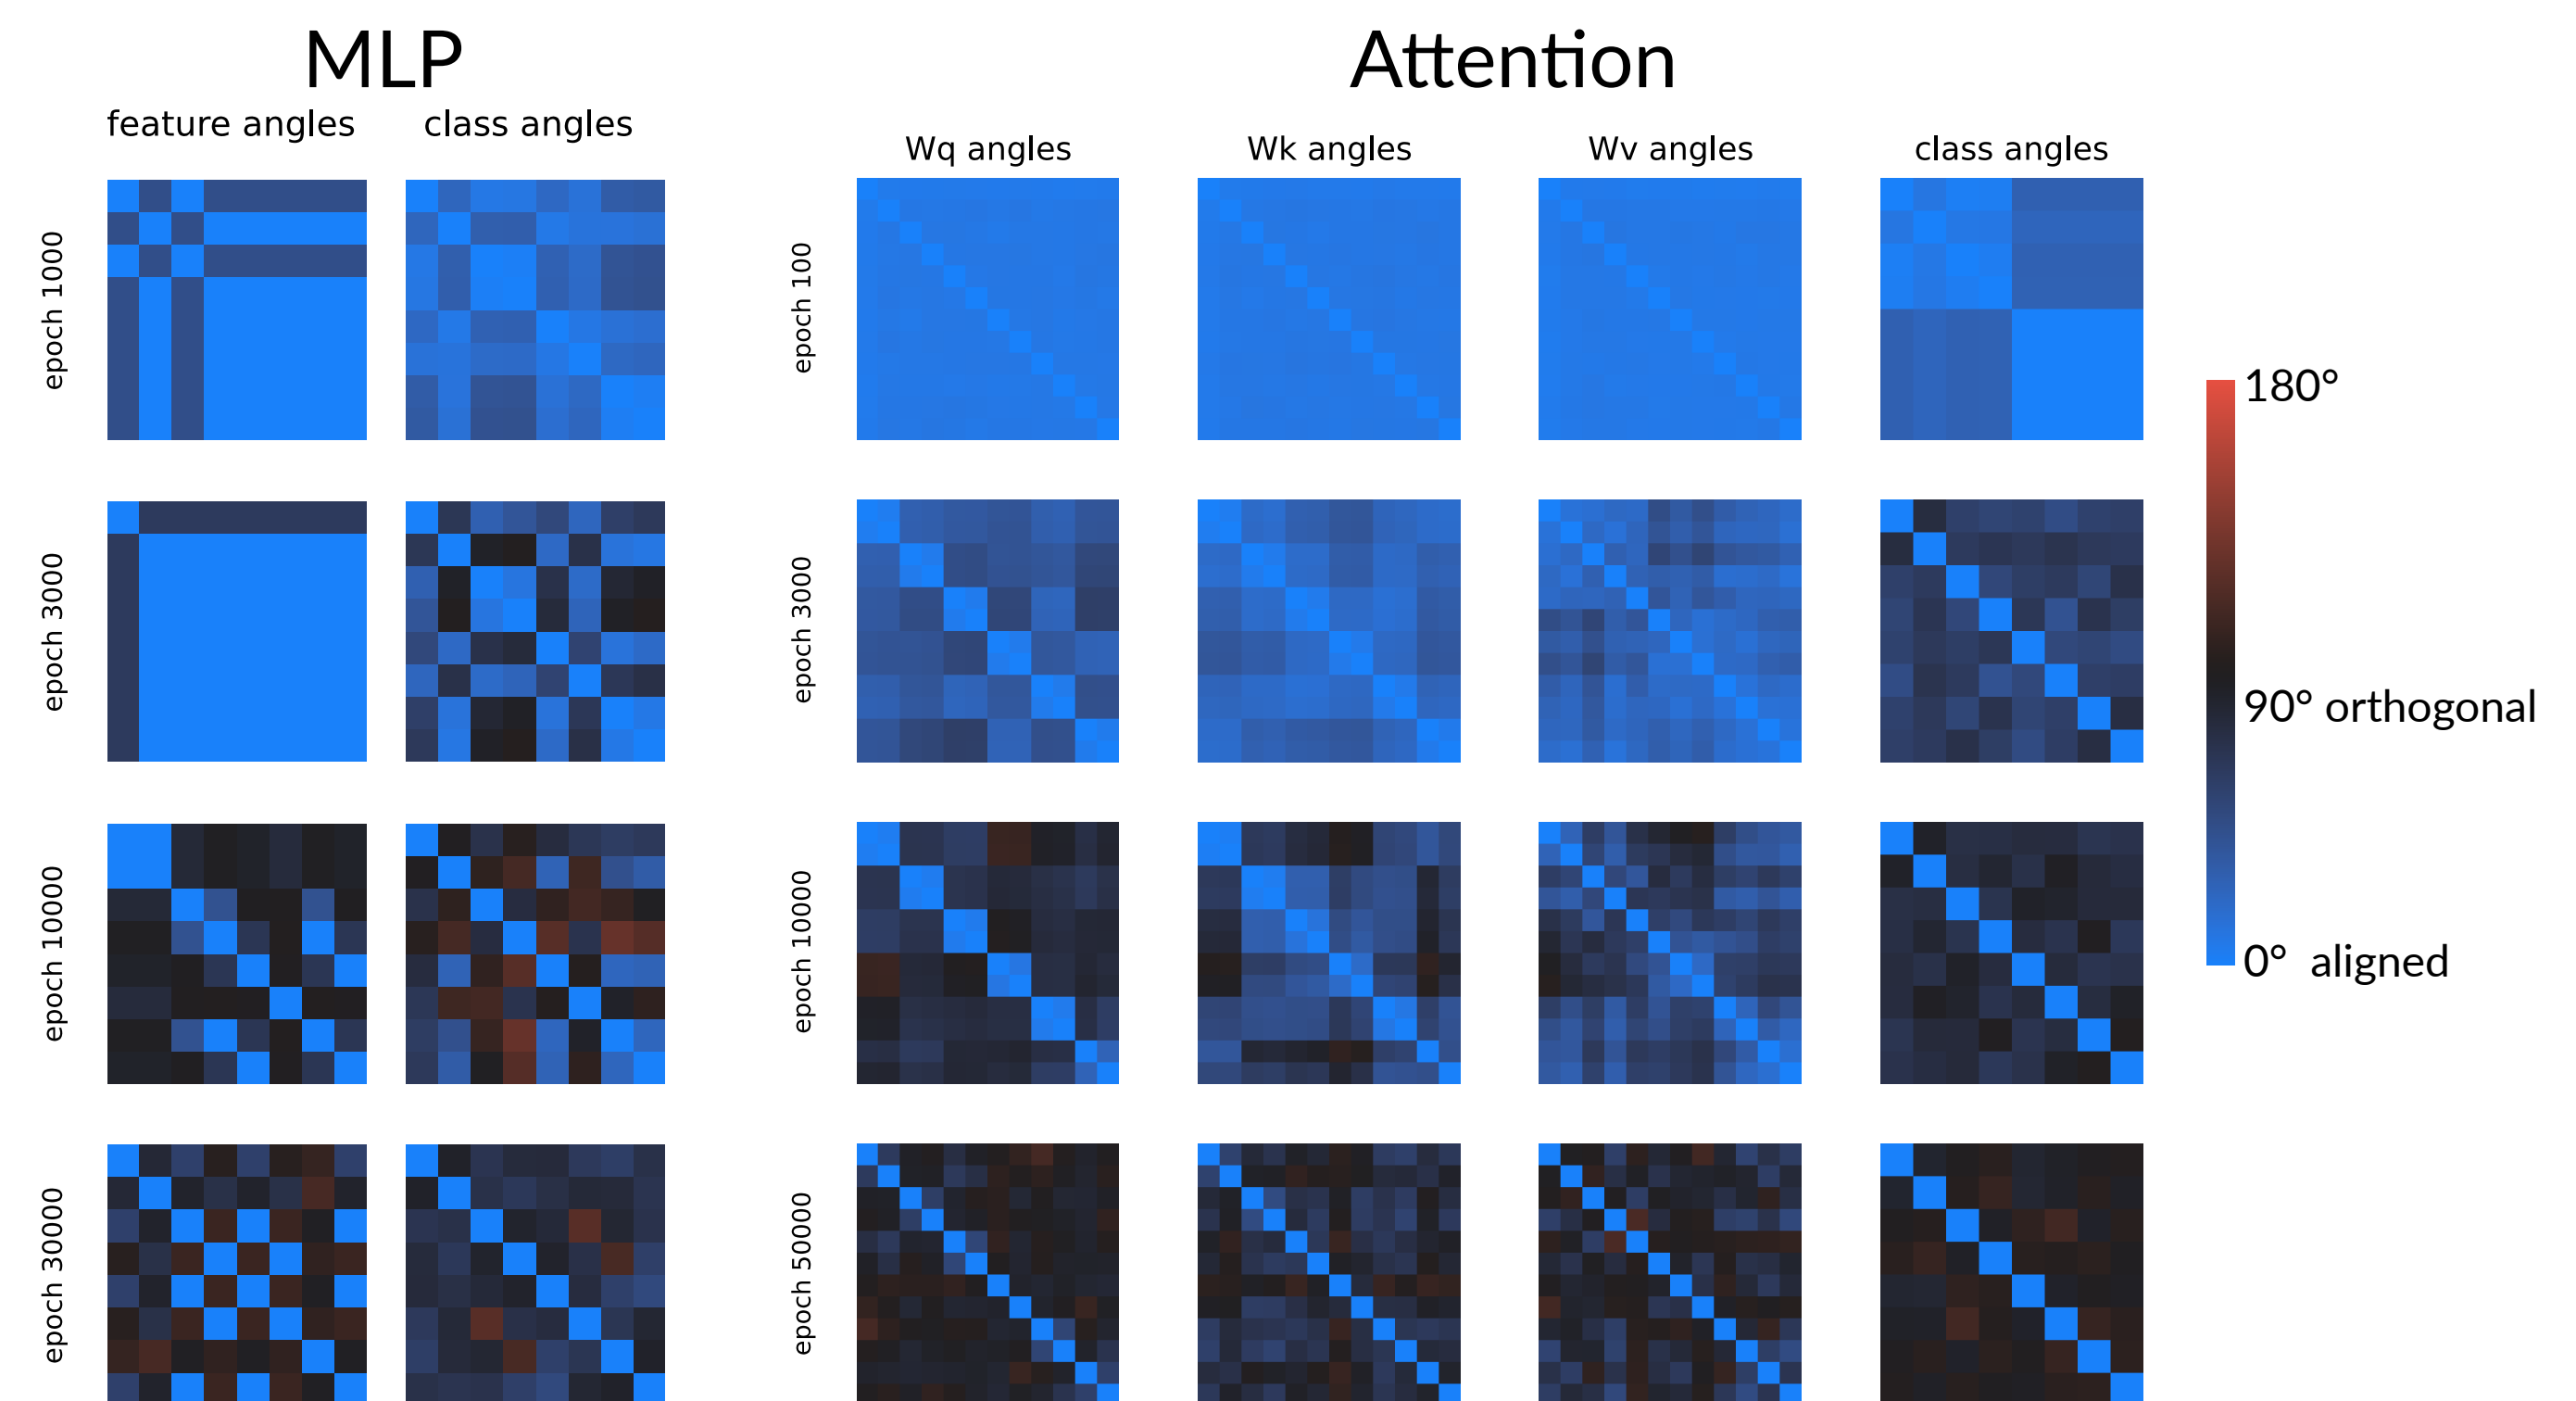 MLP
feature angles
class angles
epoch 1000
epoch 3000
epoch 10000
epoch 30000
Attention
Wq angles
Wk angles
Wv angles
class angles
epoch 100
epoch 3000
epoch 10000
epoch 50000
180°
90° orthogonal
0° aligned